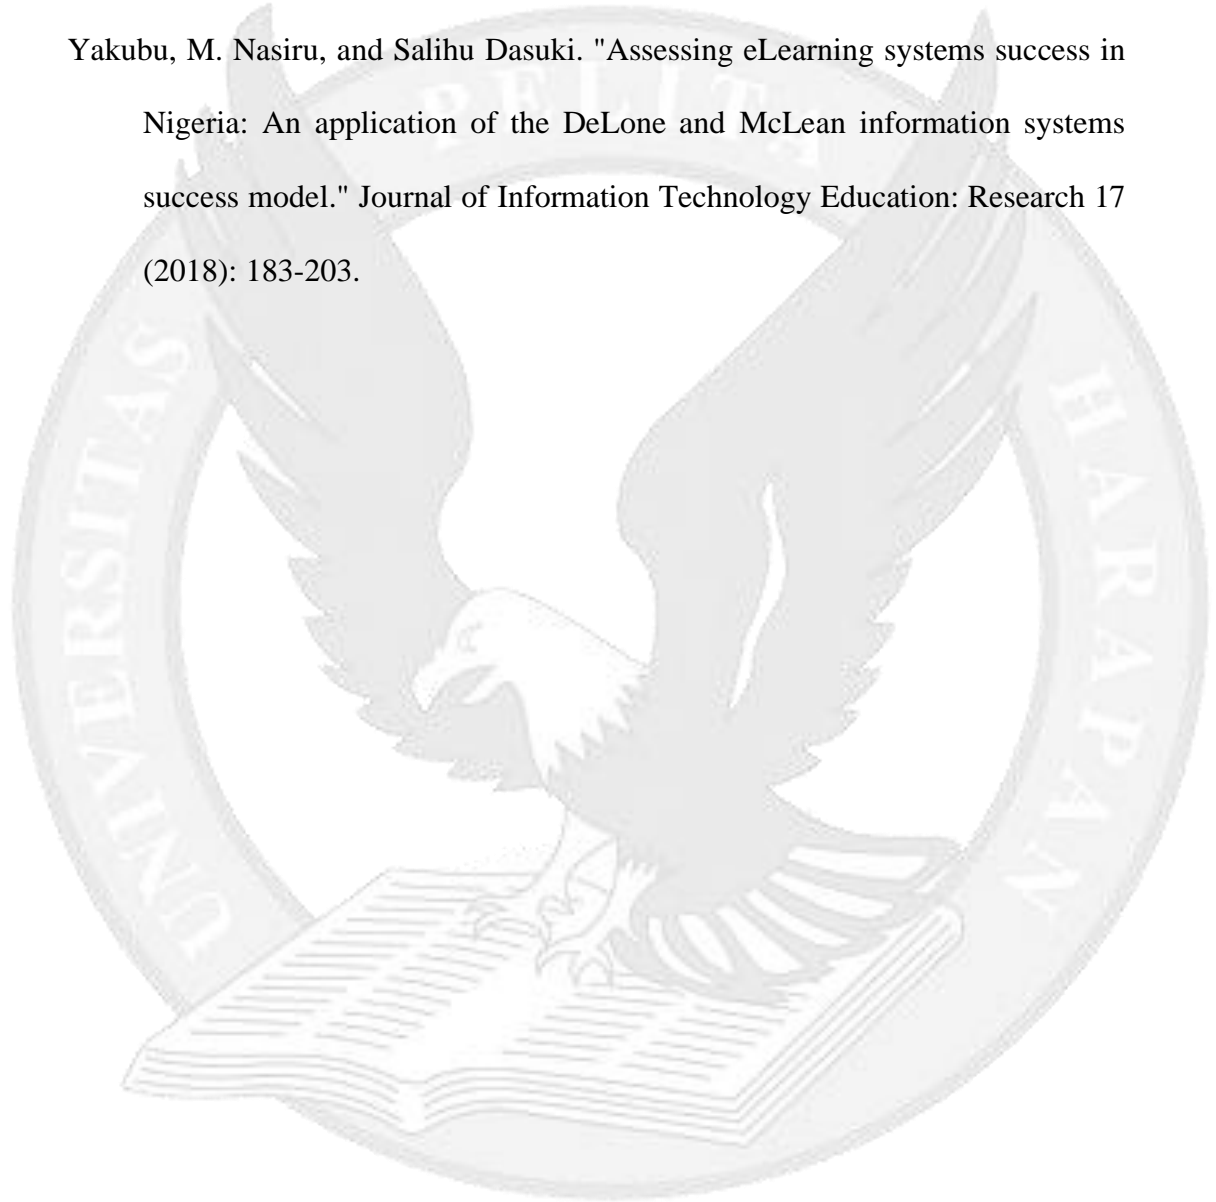 Yakubu, M. Nasiru, and Salihu Dasuki. "Assessing eLearning systems success in
Nigeria: An application of the DeLone and McLean information systems
success model." Journal of Information Technology Education: Research 17
(2018): 183-203.
UNIVERSITAS PELITA HARAPAN